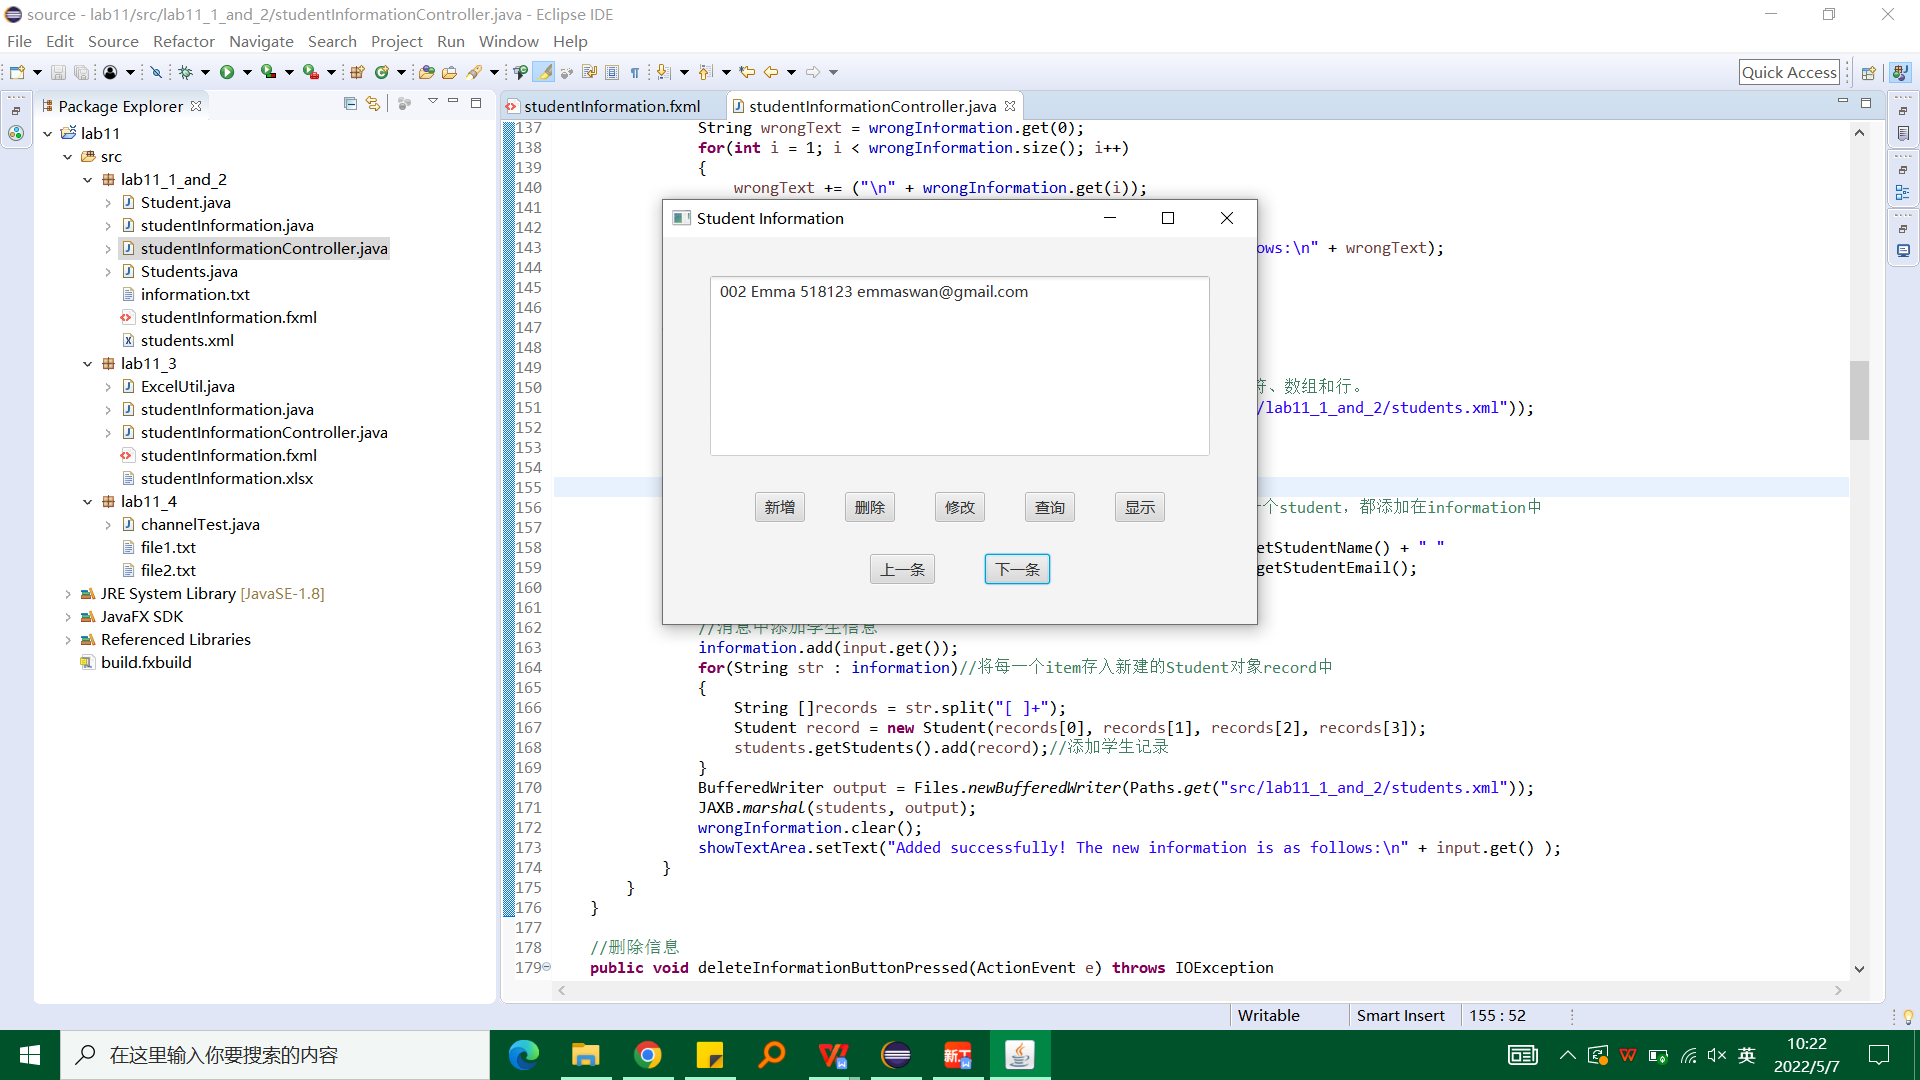 source - lab11/src/lab11_1_and_2/studentInformationController.java - Eclipse IDE
File Edit Source Refactor Navigate Search Project Run Window Help
Quick Access
Package Explorer
studentInformation.fxml
studentInformationController.java
lab11
src
lab11_1_and_2
Student.java
studentInformation.java
studentInformationController.java
Students.java
information.txt
studentInformation.fxml
students.xml
lab11_3
ExcelUtil.java
studentInformation.java
studentInformationController.java
studentInformation.fxml
studentInformation.xlsx
lab11_4
channelTest.java
file1.txt
file2.txt
JRE System Library [JavaSE-1.8]
JavaFX SDK
Referenced Libraries
build.fxbuild
137 String wrongText = wrongInformation.get(0);
138 for(int i = 1; i < wrongInformation.size(); i++)
139 {
140 wrongText += ("\n" + wrongInformation.get(i));
141
142
143 ows:\n" + wrongText);
144
145
146
147
148
149
150 符、数组和行。
151 /lab11_1_and_2/students.xml"));
152
153
154
155
156 个student，都添加在information中
157
158 etStudentName() + " "
159 getStudentEmail();
160
161
162 //消息中添加学生信息
163 information.add(input.get());
164 for(String str : information)//将每一个item存入新建的Student对象record中
165 {
166 String []records = str.split("[ ]+");
167 Student record = new Student(records[0], records[1], records[2], records[3]);
168 students.getStudents().add(record);//添加学生记录
169 }
170 BufferedWriter output = Files.newBufferedWriter(Paths.get("src/lab11_1_and_2/students.xml"));
171 JAXB.marshal(students, output);
172 wrongInformation.clear();
173 showTextArea.setText("Added successfully! The new information is as follows:\n" + input.get() );
174 }
175 }
176 }
177
178 //删除信息
179 public void deleteInformationButtonPressed(ActionEvent e) throws IOException
Student Information
002 Emma 518123 emmaswan@gmail.com
新增 删除 修改 查询 显示
上一条 下一条
Writable Smart Insert 155 : 52
在这里输入你要搜索的内容
英
10:22
2022/5/7